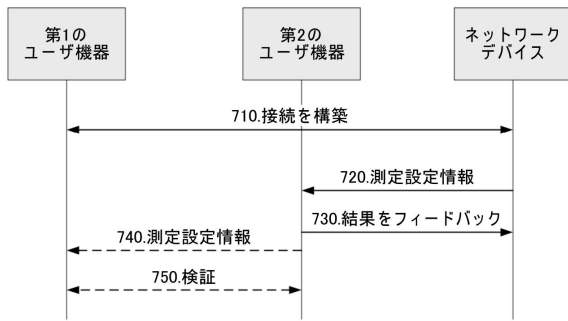 第1の
ユーザ機器
第2の
ユーザ機器
ネットワーク
デバイス
710.接続を構築
720.測定設定情報
730.結果をフィードバック
740.測定設定情報
750.検証